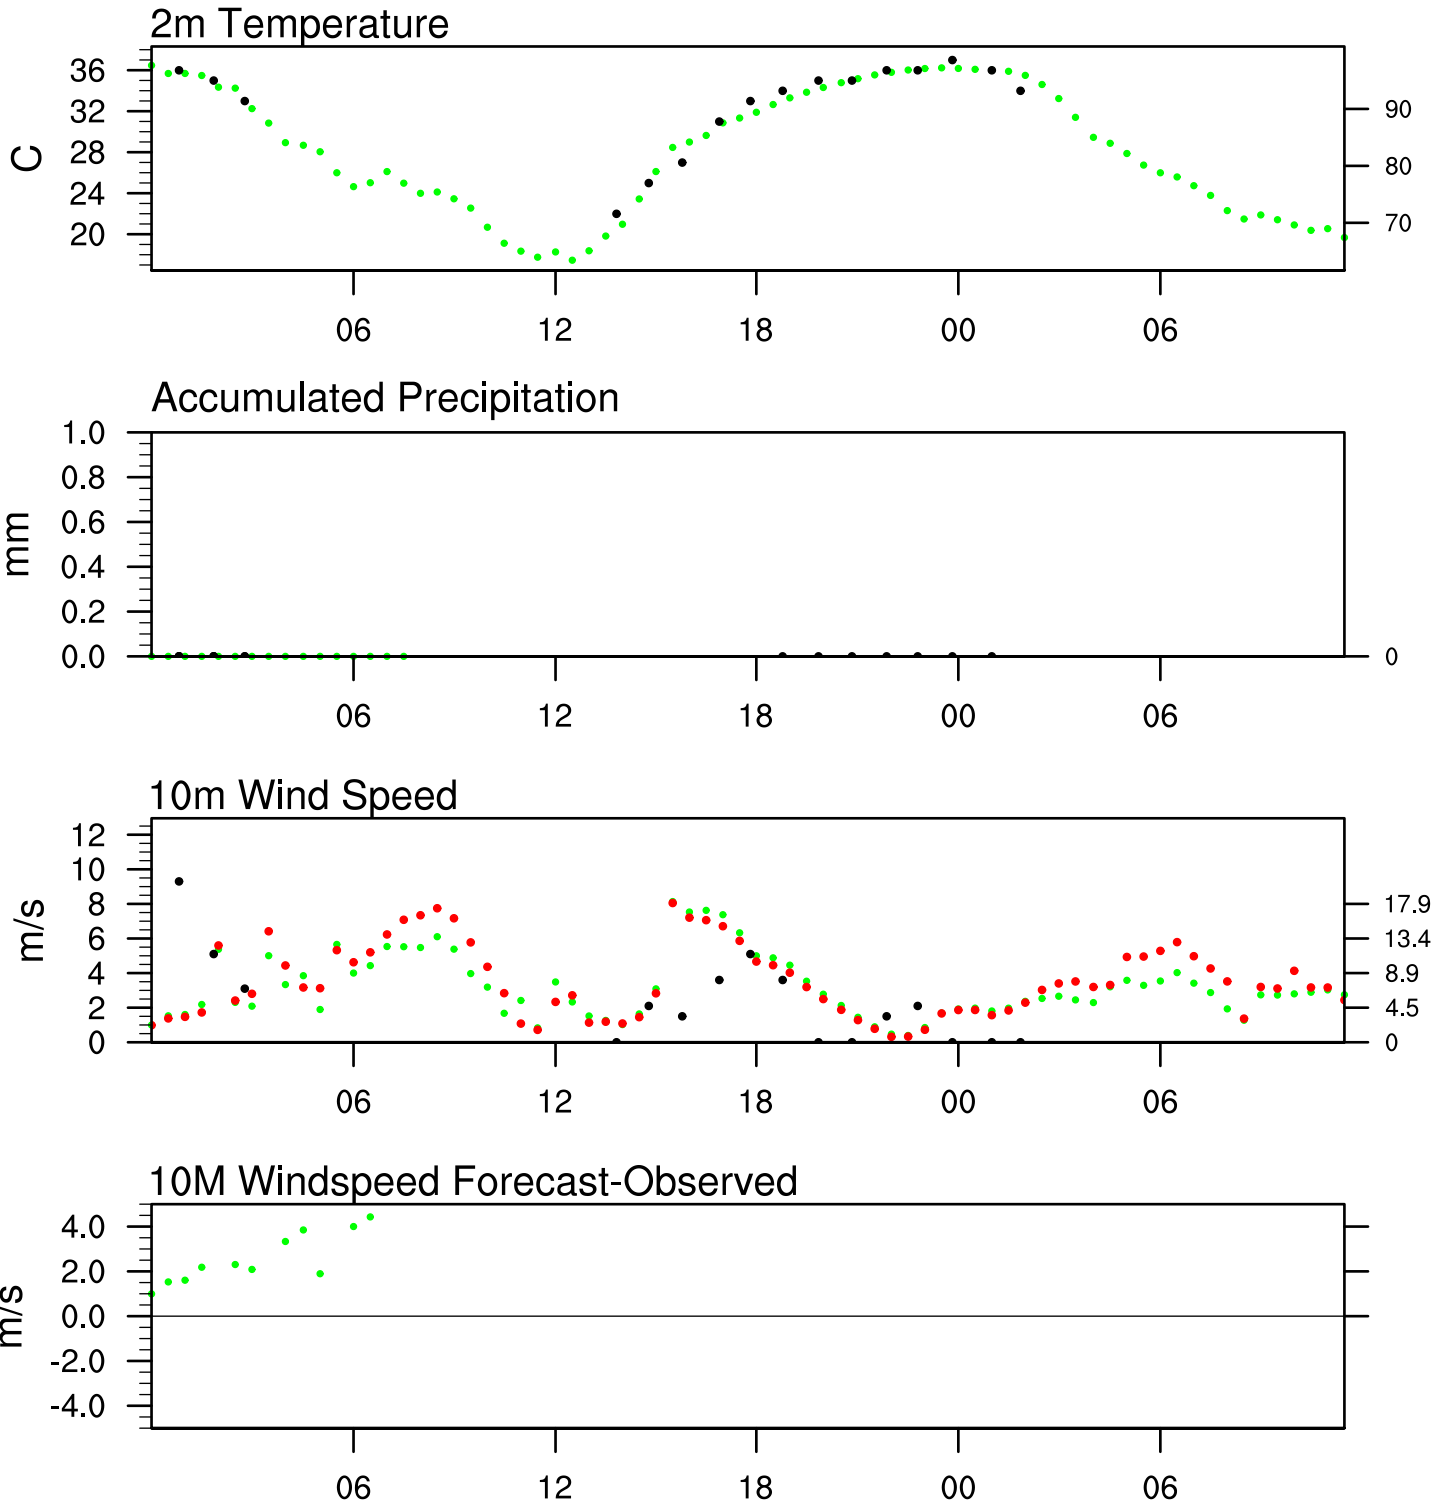 2m Temperature
36
32
28
24
20
C
90
80
70
06 12 18 00 06
Accumulated Precipitation
1.0
0.8
0.6
0.4
0.2
0.0
mm
0
06 12 18 00 06
10m Wind Speed
12
10
8
6
4
2
0
m/s
17.9
13.4
8.9
4.5
0
06 12 18 00 06
10M Windspeed Forecast-Observed
4.0
2.0
0.0
-2.0
-4.0
m/s
06 12 18 00 06